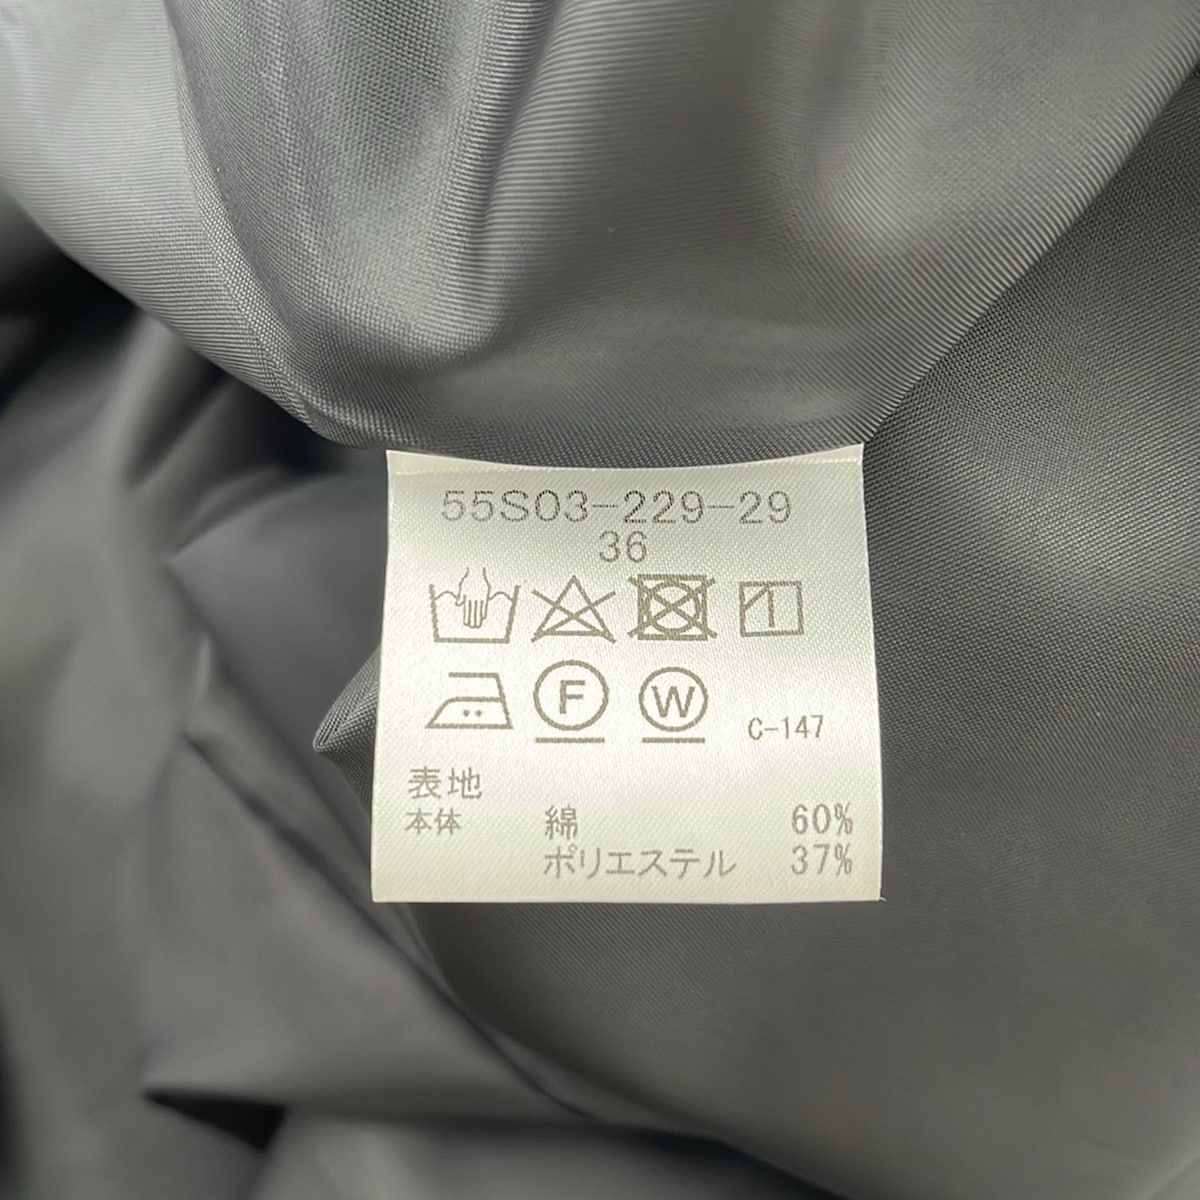 55S03-229-29
36
F W C-147
表地
本体 綿 60%
ポリエステル 37%